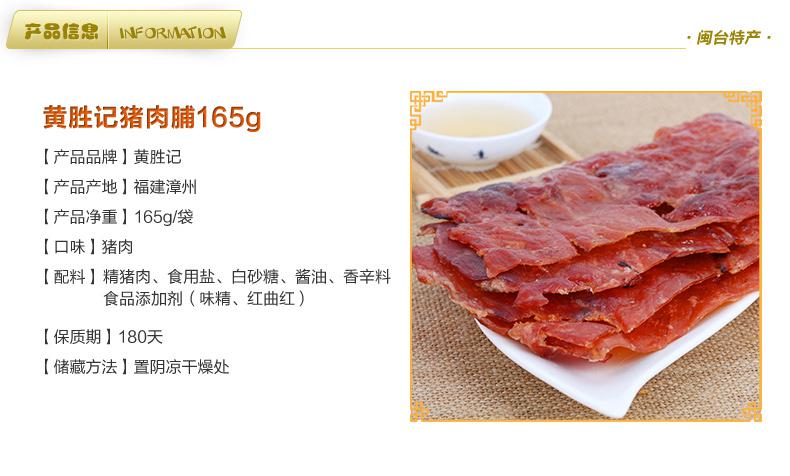 产品信息 INFORMATION
·闽台特产·
黄胜记猪肉脯165g
【产品品牌】黄胜记
【产品产地】福建漳州
【产品净重】165g/袋
【口味】猪肉
【配料】精猪肉、食用盐、白砂糖、酱油、香辛料
食品添加剂（味精、红曲红）
【保质期】180天
【储藏方法】置阴凉干燥处